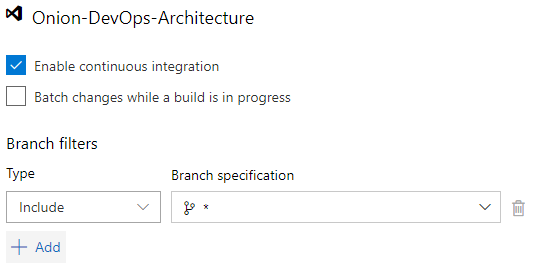 Onion-DevOps-Architecture
Enable continuous integration
Batch changes while a build is in progress
Branch filters
Type
Branch specification
Include
*
Add